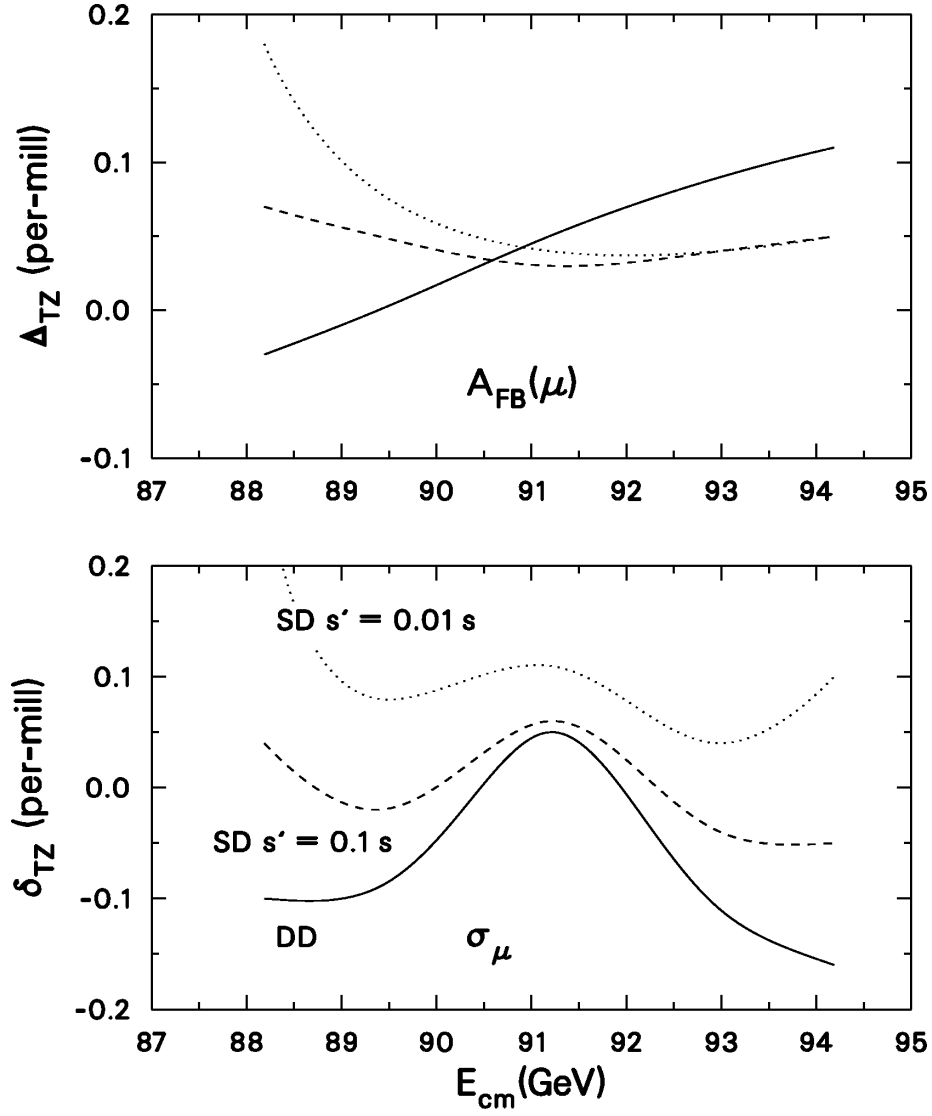 0.2
Δ_TZ (per-mill)
0.1
0.0
A_FB(μ)
-0.1
87 88 89 90 91 92 93 94 95
0.2
SD s′ = 0.01 s
0.1
δ_TZ (per-mill)
0.0
SD s′ = 0.1 s
-0.1
DD σ_μ
-0.2
87 88 89 90 91 92 93 94 95
E_cm(GeV)